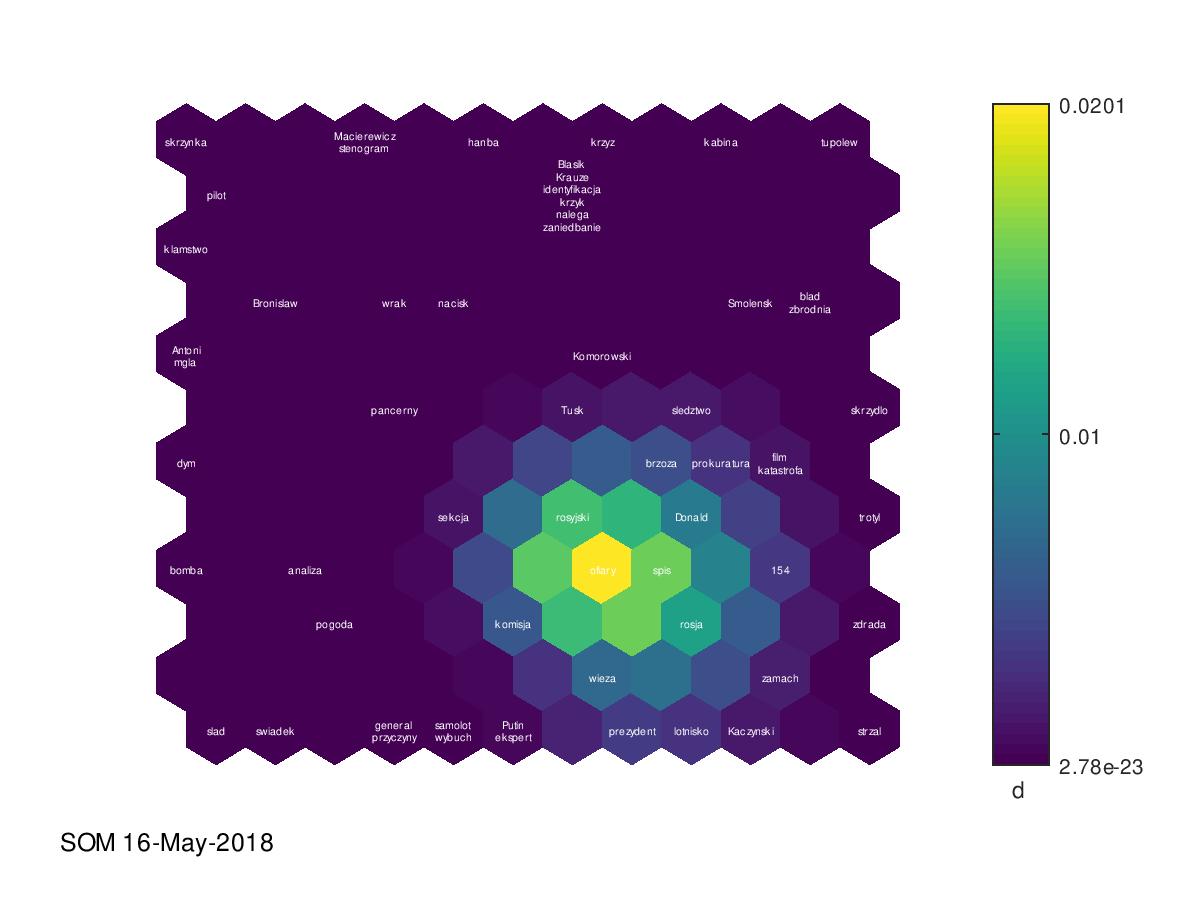 0.0201
skrzynka
Macierewicz
stenogram
hanba
krzyz
kabina
tupolew
Blasik
Krauze
identyfikacja
krzyk
nalega
zaniedbanie
pilot
klamstwo
Bronislaw
wrak
nacisk
Smolensk
blad
zbrodnia
Antoni
mgla
Komorowski
pancerny
Tusk
sledztwo
skrzydlo
0.01
dym
brzoza
prokuratura
film
katastrofa
sekcja
rosyjski
Donald
trotyl
bomba
analiza
ofiary
spis
154
pogoda
komisja
rosja
zdrada
wieza
zamach
slad
swiadek
general
przyczyny
samolot
wybuch
Putin
ekspert
prezydent
lotnisko
Kaczynski
strzal
2.78e-23
d
SOM 16-May-2018